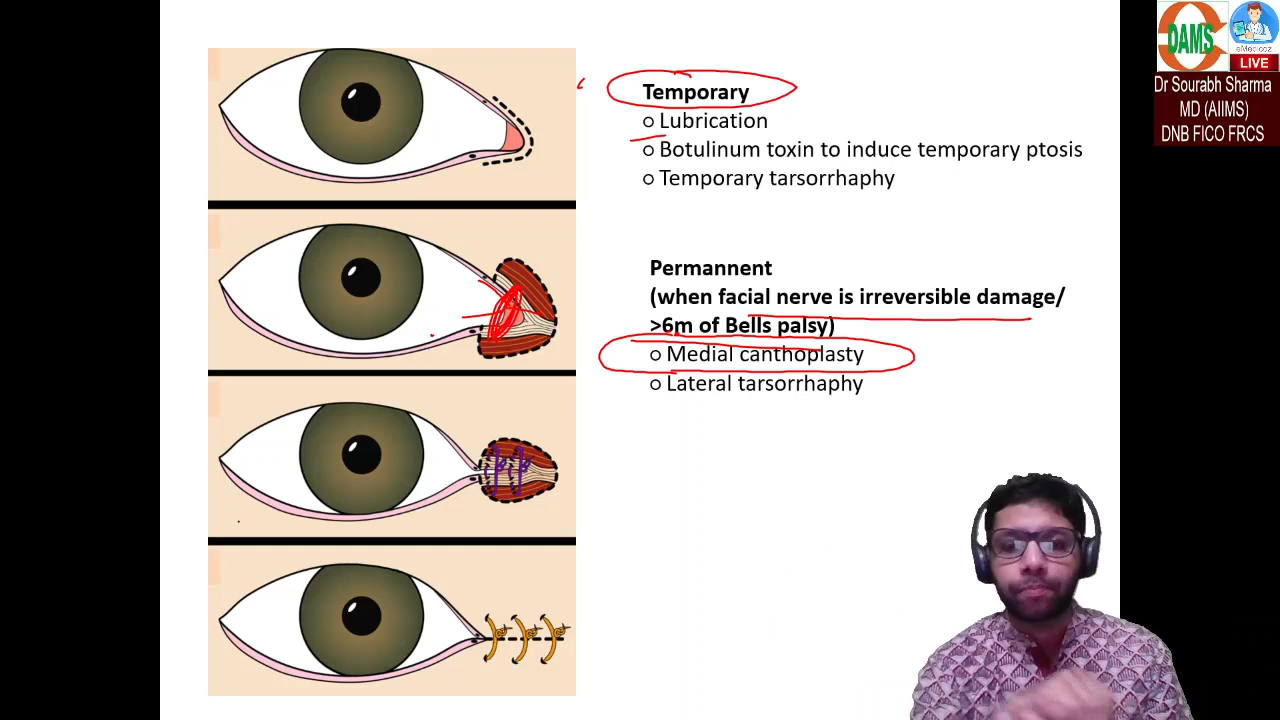 Temporary
○ Lubrication
○ Botulinum toxin to induce temporary ptosis
○ Temporary tarsorrhaphy
Permannent
(when facial nerve is irreversible damage/
>6m of Bells palsy)
○ Medial canthoplasty
○ Lateral tarsorrhaphy
DAMS
eMedicoz
LIVE
Dr Sourabh Sharma
MD (AIIMS)
DNB FICO FRCS